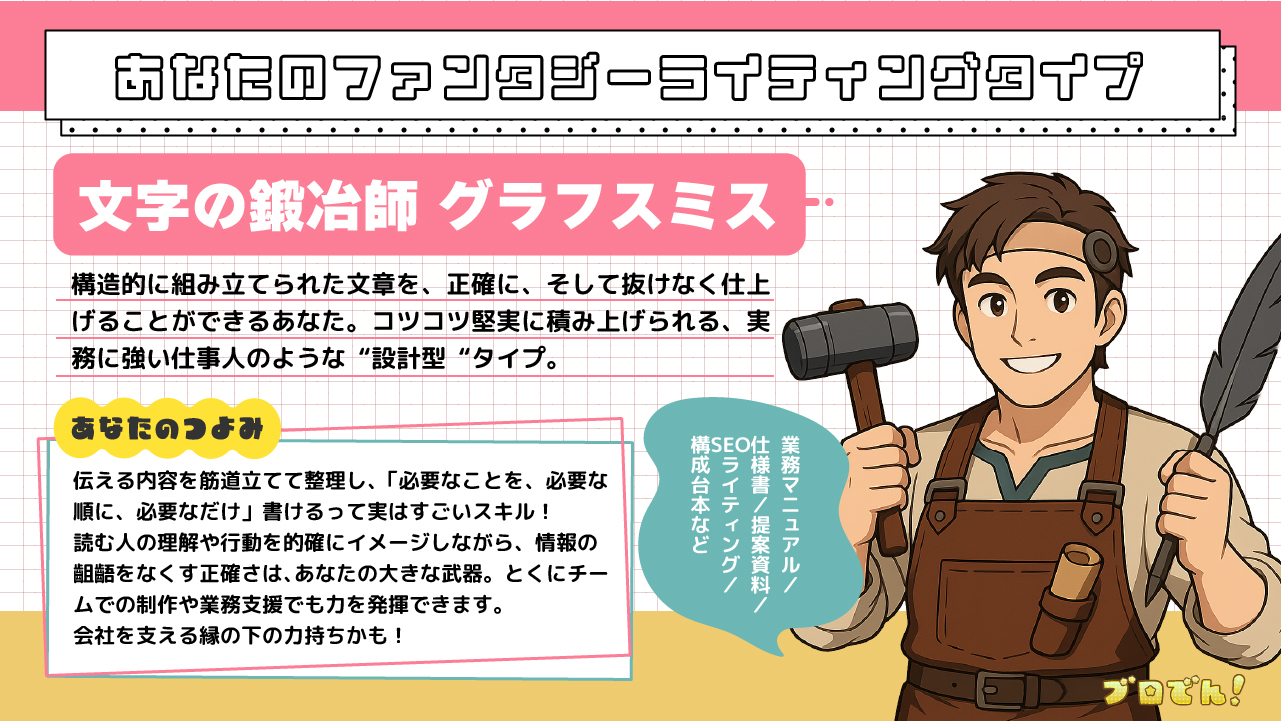 あなたのファンタジーライティングタイプ
文字の鍛冶師 グラフスミス
構造的に組み立てられた文章を、正確に、そして抜けなく仕上
げることができるあなた。コツコツ堅実に積み上げられる、実
務に強い仕事人のような“設計型“タイプ。
あなたのつよみ
伝える内容を筋道立てて整理し、「必要なことを、必要な
順に、必要なだけ」書けるって実はすごいスキル！
読む人の理解や行動を的確にイメージしながら、情報の
齟齬をなくす正確さは、あなたの大きな武器。とくにチー
ムでの制作や業務支援でも力を発揮できます。
会社を支える縁の下の力持ちかも！
業務マニュアル／
仕様書／提案資料／
SEOライティング／
構成台本など
ブロでん！